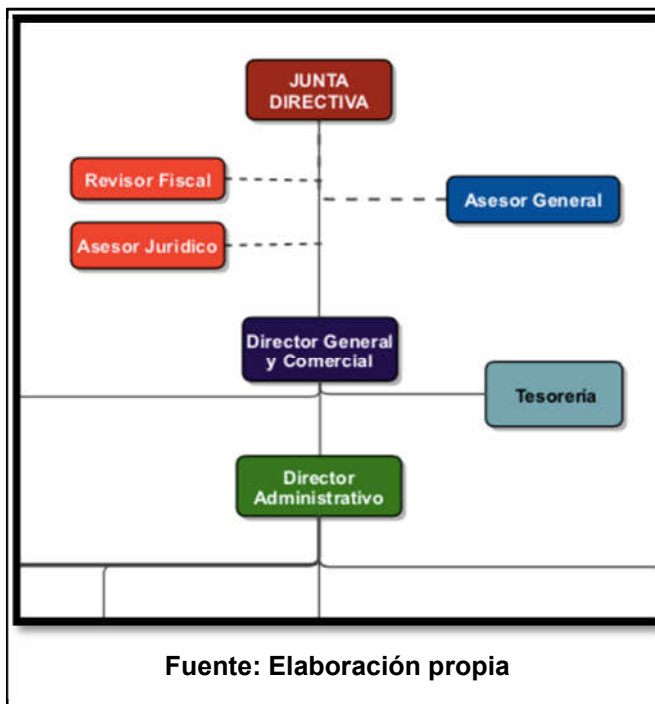 JUNTA
DIRECTIVA
Revisor Fiscal
Asesor General
Asesor Juridico
Director General
y Comercial
Tesorería
Director
Administrativo
Fuente: Elaboración propia